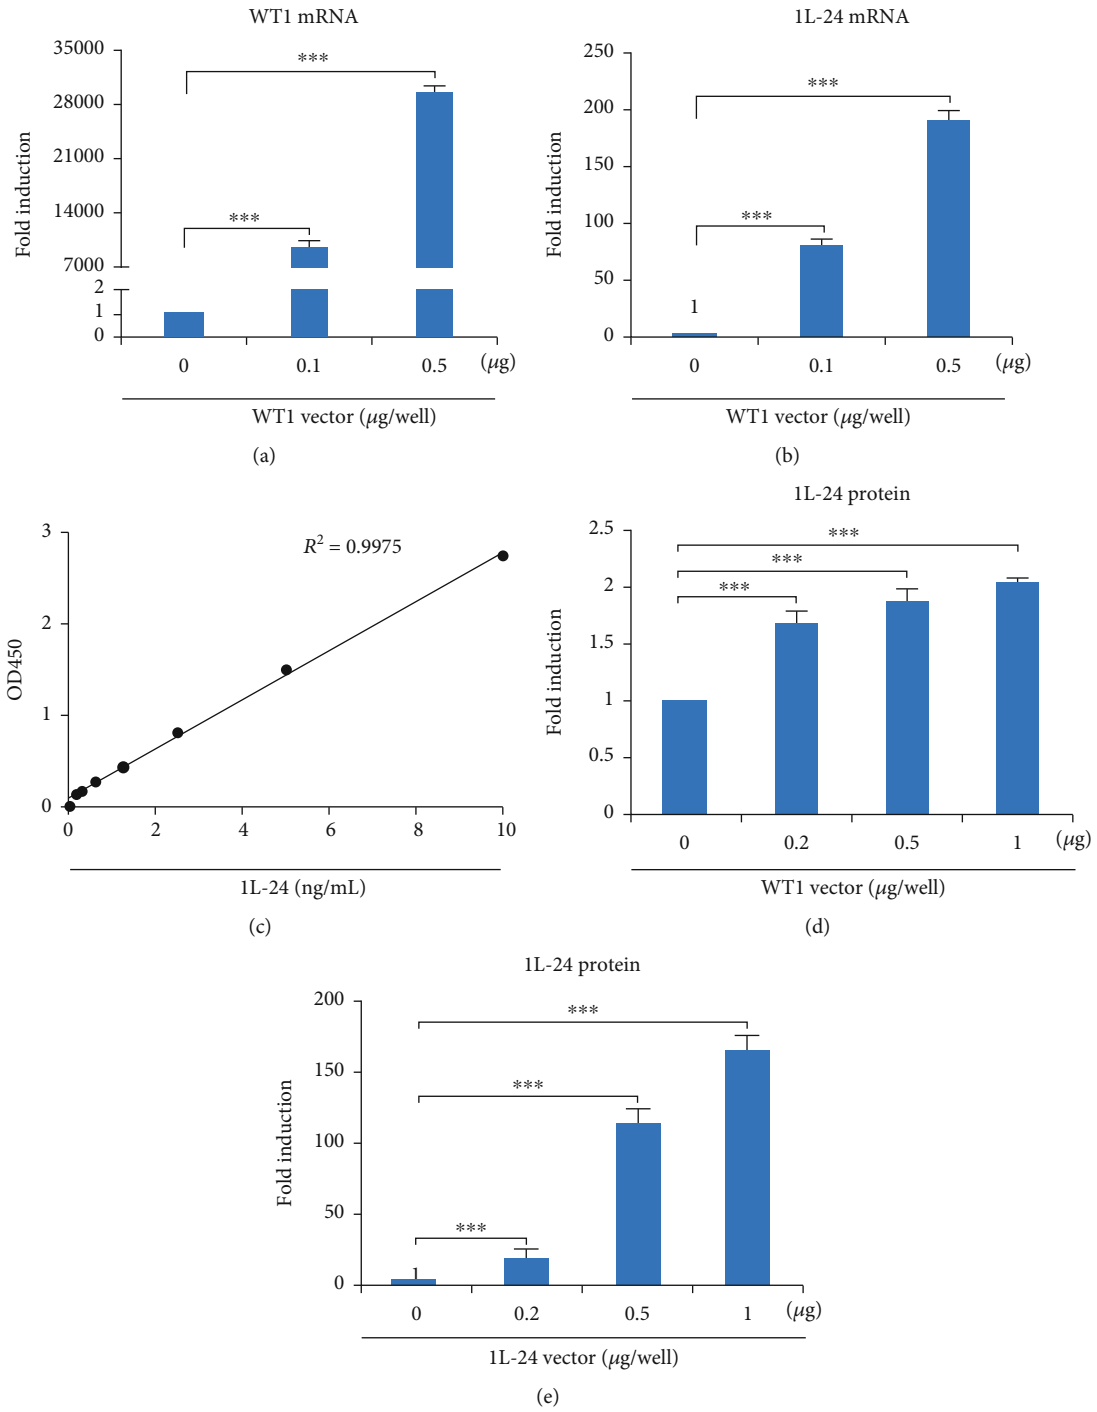 WT1 mRNA
35000
28000
21000
14000
7000
2
1
0
Fold induction
***
***
0 0.1 0.5 (μg)
WT1 vector (μg/well)
(a)
1L-24 mRNA
250
200
150
100
50
0
Fold induction
***
***
1
0 0.1 0.5 (μg)
WT1 vector (μg/well)
(b)
3
2
1
0
OD450
R² = 0.9975
0 2 4 6 8 10
1L-24 (ng/mL)
(c)
1L-24 protein
2.5
2
1.5
1
0.5
0
Fold induction
***
***
***
0 0.2 0.5 1 (μg)
WT1 vector (μg/well)
(d)
1L-24 protein
200
150
100
50
0
Fold induction
***
***
***
1
0 0.2 0.5 1 (μg)
1L-24 vector (μg/well)
(e)